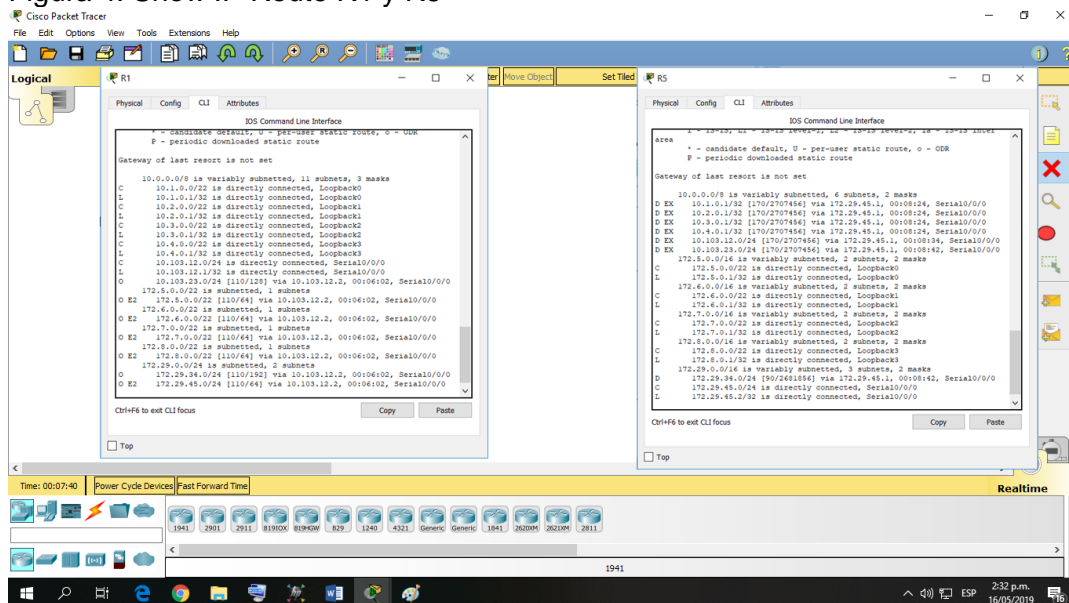 Cisco Packet Tracer
File Edit Options View Tools Extensions Help
Logical
Move Object
Set Tiled
R1
Physical Config CLI Attributes
IOS Command Line Interface
* - candidate default, U - per-user static route, o - ODR
P - periodic downloaded static route
Gateway of last resort is not set
10.0.0.0/8 is variably subnetted, 11 subnets, 3 masks
C 10.1.0.0/22 is directly connected, Loopback0
L 10.1.0.1/32 is directly connected, Loopback0
C 10.2.0.0/22 is directly connected, Loopback1
L 10.2.0.1/32 is directly connected, Loopback1
C 10.3.0.0/22 is directly connected, Loopback2
L 10.3.0.1/32 is directly connected, Loopback2
C 10.4.0.0/22 is directly connected, Loopback3
L 10.4.0.1/32 is directly connected, Loopback3
C 10.103.12.0/24 is directly connected, Serial0/0/0
L 10.103.12.1/32 is directly connected, Serial0/0/0
O 10.103.23.0/24 [110/128] via 10.103.12.2, 00:06:02, Serial0/0/0
172.5.0.0/22 is subnetted, 1 subnets
O E2 172.5.0.0/22 [110/64] via 10.103.12.2, 00:06:02, Serial0/0/0
172.6.0.0/22 is subnetted, 1 subnets
O E2 172.6.0.0/22 [110/64] via 10.103.12.2, 00:06:02, Serial0/0/0
172.7.0.0/22 is subnetted, 1 subnets
O E2 172.7.0.0/22 [110/64] via 10.103.12.2, 00:06:02, Serial0/0/0
172.8.0.0/22 is subnetted, 1 subnets
O E2 172.8.0.0/22 [110/64] via 10.103.12.2, 00:06:02, Serial0/0/0
172.29.0.0/24 is subnetted, 2 subnets
O 172.29.34.0/24 [110/192] via 10.103.12.2, 00:06:02, Serial0/0/0
O E2 172.29.45.0/24 [110/64] via 10.103.12.2, 00:06:02, Serial0/0/0
Ctrl+F6 to exit CLI focus
Copy Paste
Top
R5
Physical Config CLI Attributes
IOS Command Line Interface
area
* - candidate default, U - per-user static route, o - ODR
P - periodic downloaded static route
Gateway of last resort is not set
10.0.0.0/8 is variably subnetted, 6 subnets, 2 masks
D EX 10.1.0.1/32 [170/2707456] via 172.29.45.1, 00:08:24, Serial0/0/0
D EX 10.2.0.1/32 [170/2707456] via 172.29.45.1, 00:08:24, Serial0/0/0
D EX 10.3.0.1/32 [170/2707456] via 172.29.45.1, 00:08:24, Serial0/0/0
D EX 10.4.0.1/32 [170/2707456] via 172.29.45.1, 00:08:24, Serial0/0/0
D EX 10.103.12.0/24 [170/2707456] via 172.29.45.1, 00:08:34, Serial0/0/0
D EX 10.103.23.0/24 [170/2707456] via 172.29.45.1, 00:08:42, Serial0/0/0
172.5.0.0/16 is variably subnetted, 2 subnets, 2 masks
C 172.5.0.0/22 is directly connected, Loopback0
L 172.5.0.1/32 is directly connected, Loopback0
172.6.0.0/16 is variably subnetted, 2 subnets, 2 masks
C 172.6.0.0/22 is directly connected, Loopback1
L 172.6.0.1/32 is directly connected, Loopback1
172.7.0.0/16 is variably subnetted, 2 subnets, 2 masks
C 172.7.0.0/22 is directly connected, Loopback2
L 172.7.0.1/32 is directly connected, Loopback2
172.8.0.0/16 is variably subnetted, 2 subnets, 2 masks
C 172.8.0.0/22 is directly connected, Loopback3
L 172.8.0.1/32 is directly connected, Loopback3
172.29.0.0/16 is variably subnetted, 3 subnets, 2 masks
D 172.29.34.0/24 [90/2681856] via 172.29.45.1, 00:08:42, Serial0/0/0
C 172.29.45.0/24 is directly connected, Serial0/0/0
L 172.29.45.2/32 is directly connected, Serial0/0/0
Ctrl+F6 to exit CLI focus
Copy Paste
Top
Time: 00:07:40 Power Cycle Devices Fast Forward Time
Realtime
1941 2901 2911 819IOX 819HGW 829 1240 4321 Generic Generic 1841 2620XM 2621XM 2811
1941
ESP
2:32 p.m.
16/05/2019
16